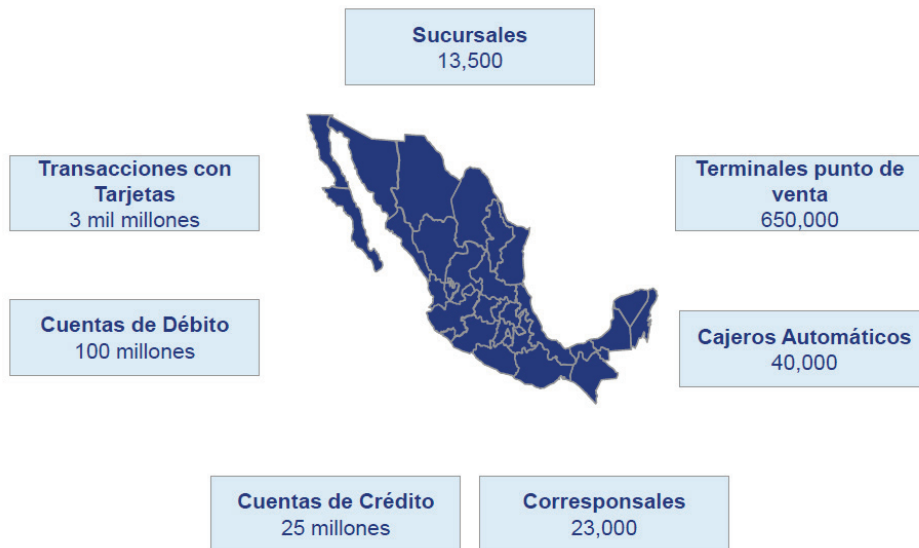 Sucursales
13,500
Transacciones con
Tarjetas
3 mil millones
Terminales punto de
venta
650,000
Cuentas de Débito
100 millones
Cajeros Automáticos
40,000
Cuentas de Crédito
25 millones
Corresponsales
23,000